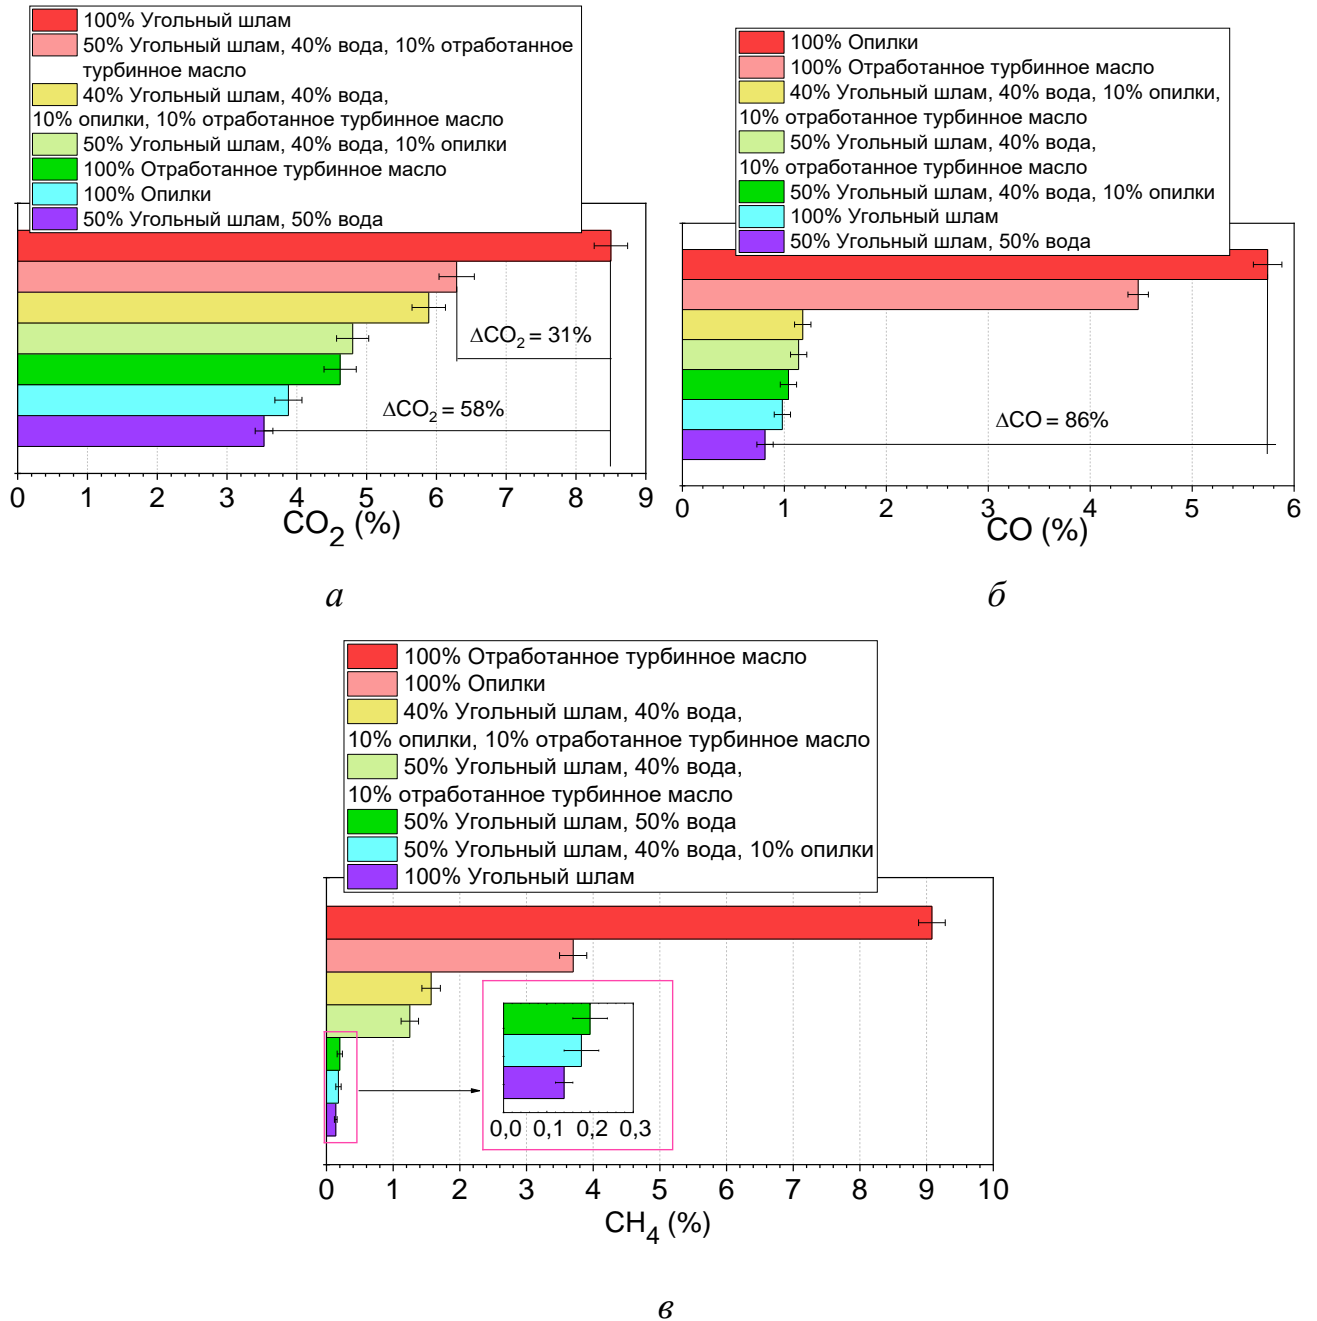 100% Угольный шлам
50% Угольный шлам, 40% вода, 10% отработанное
турбинное масло
40% Угольный шлам, 40% вода,
10% опилки, 10% отработанное турбинное масло
50% Угольный шлам, 40% вода, 10% опилки
100% Отработанное турбинное масло
100% Опилки
50% Угольный шлам, 50% вода
ΔCO₂ = 31%
ΔCO₂ = 58%
0 1 2 3 4 5 6 7 8 9
CO₂ (%)
а
100% Опилки
100% Отработанное турбинное масло
40% Угольный шлам, 40% вода, 10% опилки,
10% отработанное турбинное масло
50% Угольный шлам, 40% вода,
10% отработанное турбинное масло
50% Угольный шлам, 40% вода, 10% опилки
100% Угольный шлам
50% Угольный шлам, 50% вода
ΔCO = 86%
0 1 2 3 4 5 6
CO (%)
б
100% Отработанное турбинное масло
100% Опилки
40% Угольный шлам, 40% вода,
10% опилки, 10% отработанное турбинное масло
50% Угольный шлам, 40% вода,
10% отработанное турбинное масло
50% Угольный шлам, 50% вода
50% Угольный шлам, 40% вода, 10% опилки
100% Угольный шлам
0,0 0,1 0,2 0,3
0 1 2 3 4 5 6 7 8 9 10
CH₄ (%)
в